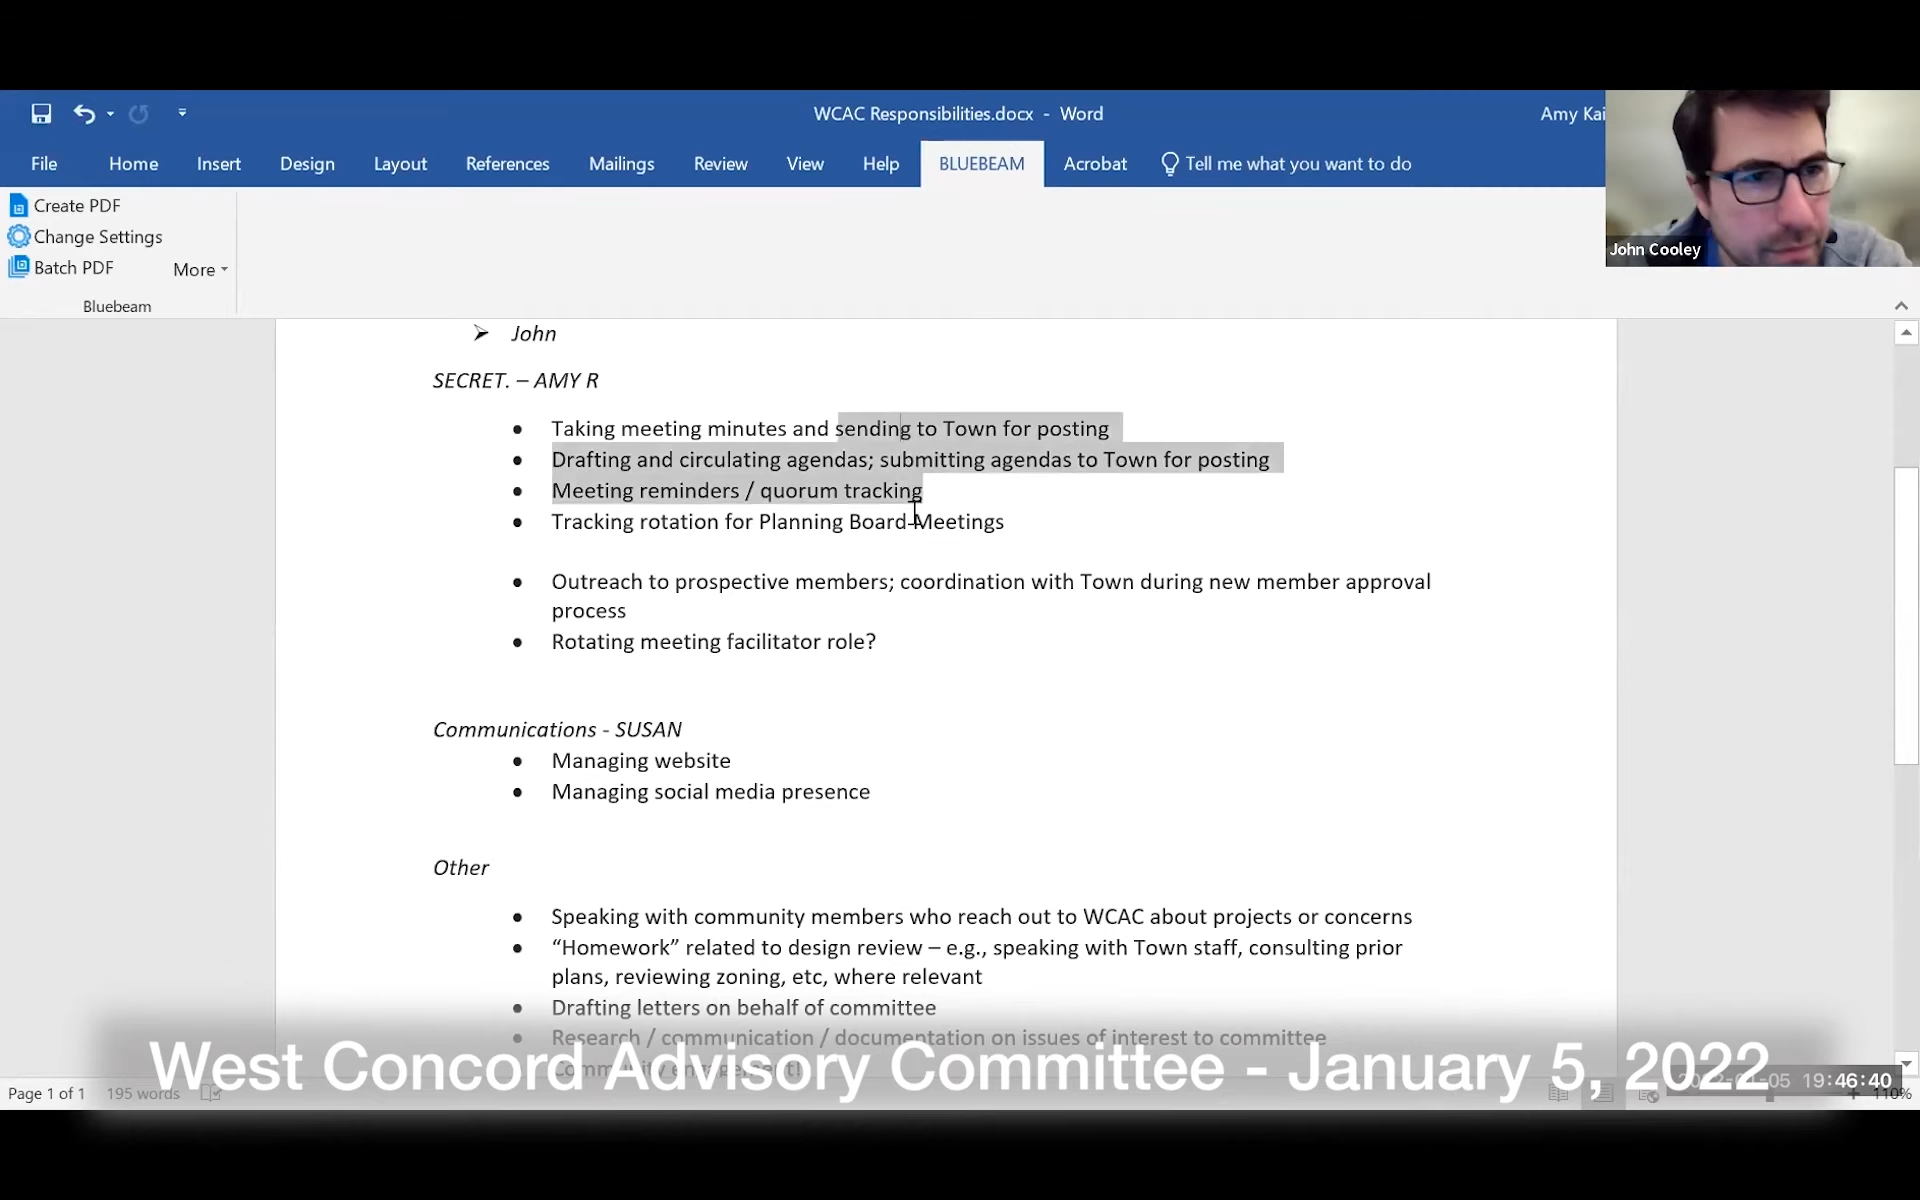 WCAC Responsibilities.docx - Word
Amy Kai
File Home Insert Design Layout References Mailings Review View Help BLUEBEAM Acrobat Tell me what you want to do
Create PDF
Change Settings
Batch PDF
More
Bluebeam
John Cooley
John
SECRET. – AMY R
Taking meeting minutes and sending to Town for posting
Drafting and circulating agendas; submitting agendas to Town for posting
Meeting reminders / quorum tracking
Tracking rotation for Planning Board Meetings
Outreach to prospective members; coordination with Town during new member approval
process
Rotating meeting facilitator role?
Communications - SUSAN
Managing website
Managing social media presence
Other
Speaking with community members who reach out to WCAC about projects or concerns
“Homework” related to design review – e.g., speaking with Town staff, consulting prior
plans, reviewing zoning, etc, where relevant
Drafting letters on behalf of committee
Research / communication / documentation on issues of interest to committee
West Concord Advisory Committee - January 5, 2022
Page 1 of 1 195 words
19:46:40
110%